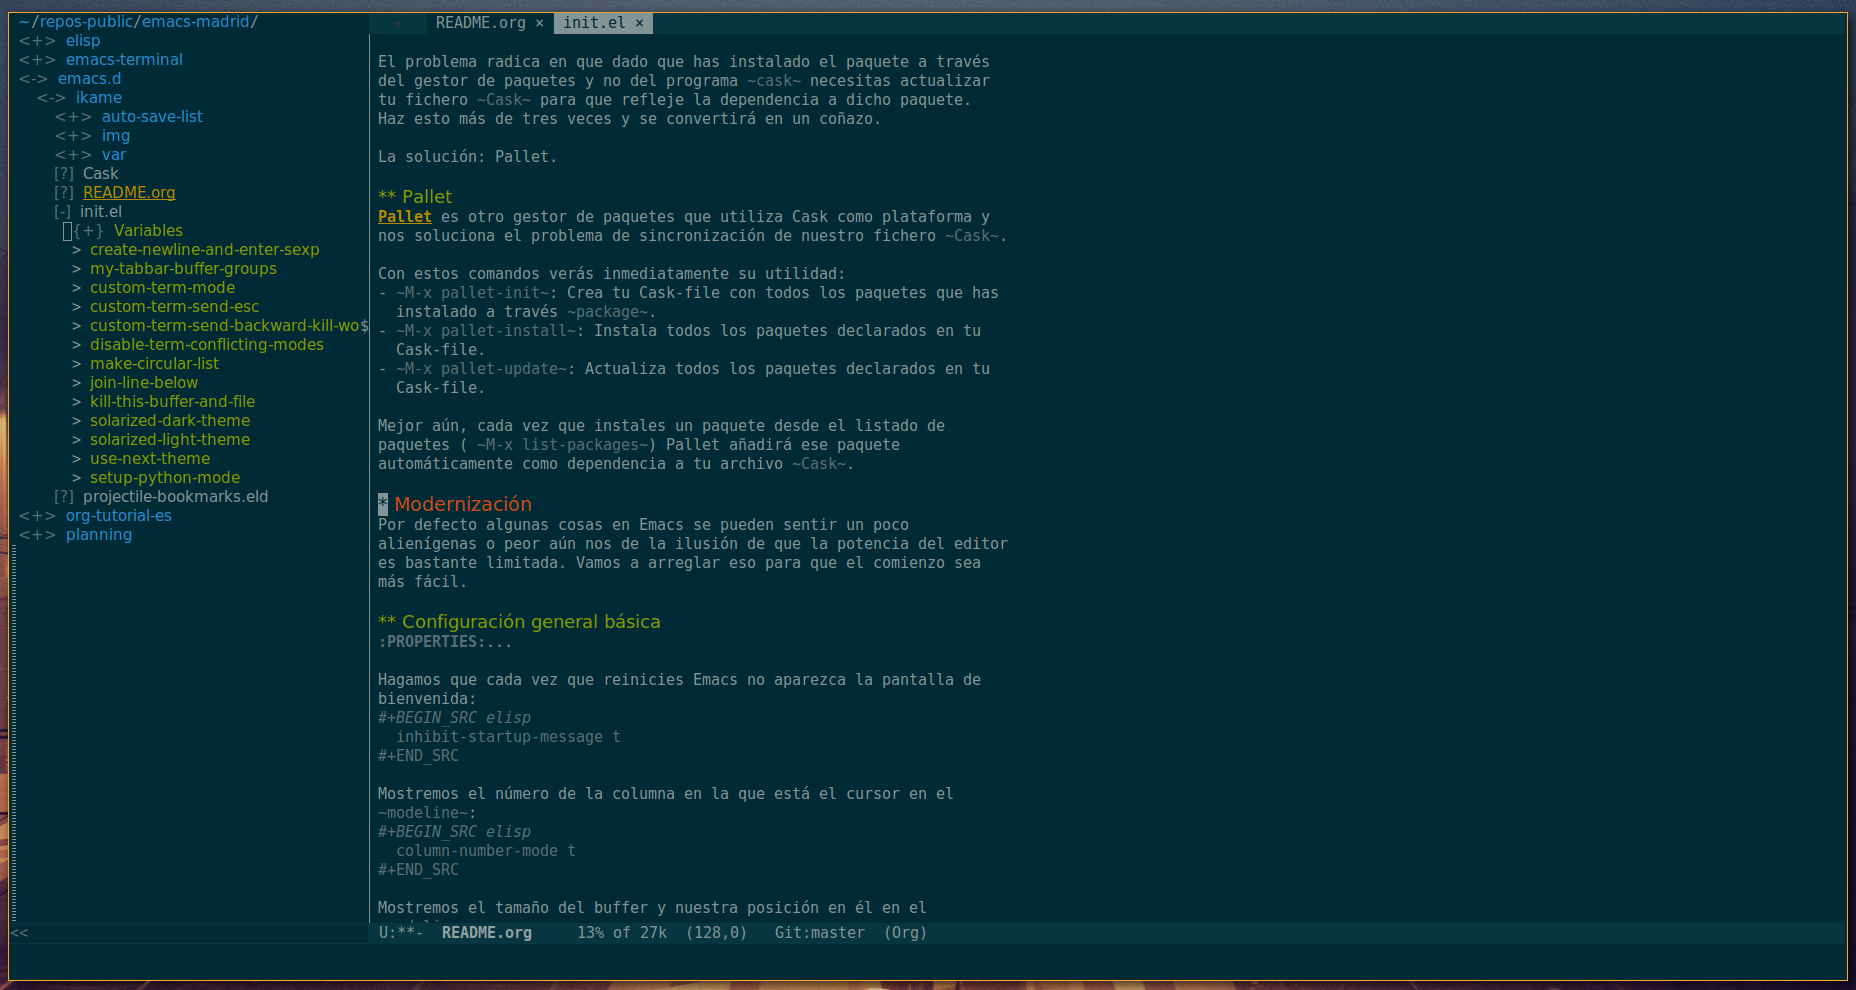 ~/repos-public/emacs-madrid/
<+> elisp
<+> emacs-terminal
<-> emacs.d
<-> ikame
<+> auto-save-list
<+> img
<+> var
[?] Cask
[?] README.org
[-] init.el
{+} Variables
> create-newline-and-enter-sexp
> my-tabbar-buffer-groups
> custom-term-mode
> custom-term-send-esc
> custom-term-send-backward-kill-wo$
> disable-term-conflicting-modes
> make-circular-list
> join-line-below
> kill-this-buffer-and-file
> solarized-dark-theme
> solarized-light-theme
> use-next-theme
> setup-python-mode
[?] projectile-bookmarks.eld
<+> org-tutorial-es
<+> planning
<<
README.org × init.el ×
El problema radica en que dado que has instalado el paquete a través
del gestor de paquetes y no del programa ~cask~ necesitas actualizar
tu fichero ~Cask~ para que refleje la dependencia a dicho paquete.
Haz esto más de tres veces y se convertirá en un coñazo.
La solución: Pallet.
** Pallet
Pallet es otro gestor de paquetes que utiliza Cask como plataforma y
nos soluciona el problema de sincronización de nuestro fichero ~Cask~.
Con estos comandos verás inmediatamente su utilidad:
- ~M-x pallet-init~: Crea tu Cask-file con todos los paquetes que has
instalado a través ~package~.
- ~M-x pallet-install~: Instala todos los paquetes declarados en tu
Cask-file.
- ~M-x pallet-update~: Actualiza todos los paquetes declarados en tu
Cask-file.
Mejor aún, cada vez que instales un paquete desde el listado de
paquetes ( ~M-x list-packages~) Pallet añadirá ese paquete
automáticamente como dependencia a tu archivo ~Cask~.
* Modernización
Por defecto algunas cosas en Emacs se pueden sentir un poco
alienígenas o peor aún nos de la ilusión de que la potencia del editor
es bastante limitada. Vamos a arreglar eso para que el comienzo sea
más fácil.
** Configuración general básica
:PROPERTIES:...
Hagamos que cada vez que reinicies Emacs no aparezca la pantalla de
bienvenida:
#+BEGIN_SRC elisp
inhibit-startup-message t
#+END_SRC
Mostremos el número de la columna en la que está el cursor en el
~modeline~:
#+BEGIN_SRC elisp
column-number-mode t
#+END_SRC
Mostremos el tamaño del buffer y nuestra posición en él en el
U:**- README.org 13% of 27k (128,0) Git:master (Org)